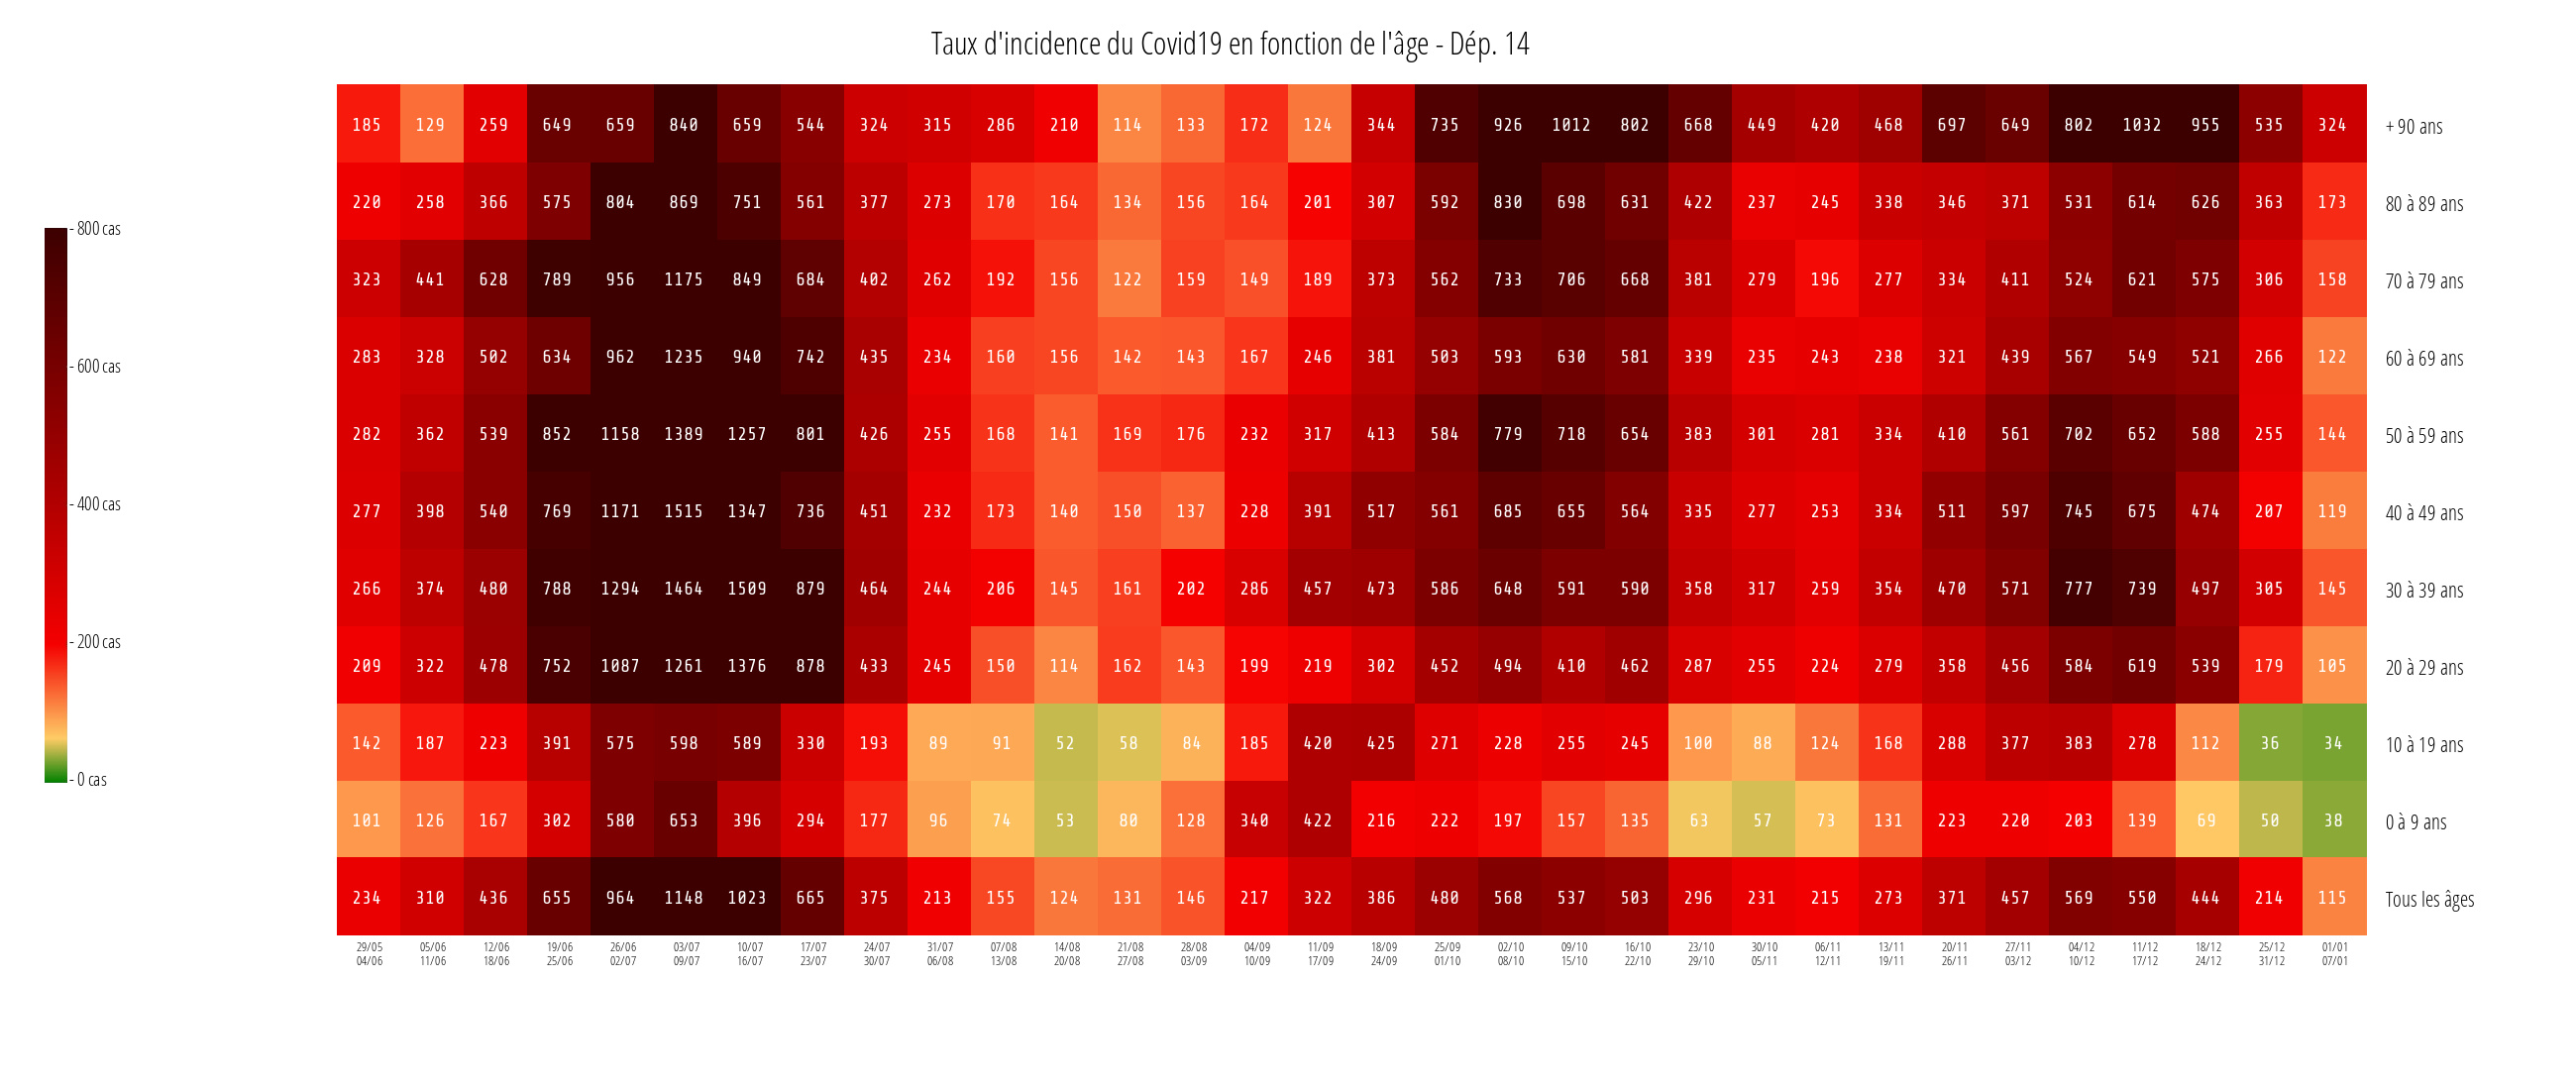 Taux d'incidence du Covid19 en fonction de l'âge - Dép. 14
185 129 259 649 659 840 659 544 324 315 286 210 114 133 172 124 344 735 926 1012 802 668 449 420 468 697 649 802 1032 955 535 324 + 90 ans
220 258 366 575 804 869 751 561 377 273 170 164 134 156 164 201 307 592 830 698 631 422 237 245 338 346 371 531 614 626 363 173 80 à 89 ans
- 800 cas
323 441 628 789 956 1175 849 684 402 262 192 156 122 159 149 189 373 562 733 706 668 381 279 196 277 334 411 524 621 575 306 158 70 à 79 ans
283 328 502 634 962 1235 940 742 435 234 160 156 142 143 167 246 381 503 593 630 581 339 235 243 238 321 439 567 549 521 266 122 60 à 69 ans
- 600 cas
282 362 539 852 1158 1389 1257 801 426 255 168 141 169 176 232 317 413 584 779 718 654 383 301 281 334 410 561 702 652 588 255 144 50 à 59 ans
- 400 cas
277 398 540 769 1171 1515 1347 736 451 232 173 140 150 137 228 391 517 561 685 655 564 335 277 253 334 511 597 745 675 474 207 119 40 à 49 ans
266 374 480 788 1294 1464 1509 879 464 244 206 145 161 202 286 457 473 586 648 591 590 358 317 259 354 470 571 777 739 497 305 145 30 à 39 ans
- 200 cas
209 322 478 752 1087 1261 1376 878 433 245 150 114 162 143 199 219 302 452 494 410 462 287 255 224 279 358 456 584 619 539 179 105 20 à 29 ans
142 187 223 391 575 598 589 330 193 89 91 52 58 84 185 420 425 271 228 255 245 100 88 124 168 288 377 383 278 112 36 34 10 à 19 ans
- 0 cas
101 126 167 302 580 653 396 294 177 96 74 53 80 128 340 422 216 222 197 157 135 63 57 73 131 223 220 203 139 69 50 38 0 à 9 ans
234 310 436 655 964 1148 1023 665 375 213 155 124 131 146 217 322 386 480 568 537 503 296 231 215 273 371 457 569 550 444 214 115 Tous les âges
29/05 05/06 12/06 19/06 26/06 03/07 10/07 17/07 24/07 31/07 07/08 14/08 21/08 28/08 04/09 11/09 18/09 25/09 02/10 09/10 16/10 23/10 30/10 06/11 13/11 20/11 27/11 04/12 11/12 18/12 25/12 01/01
04/06 11/06 18/06 25/06 02/07 09/07 16/07 23/07 30/07 06/08 13/08 20/08 27/08 03/09 10/09 17/09 24/09 01/10 08/10 15/10 22/10 29/10 05/11 12/11 19/11 26/11 03/12 10/12 17/12 24/12 31/12 07/01